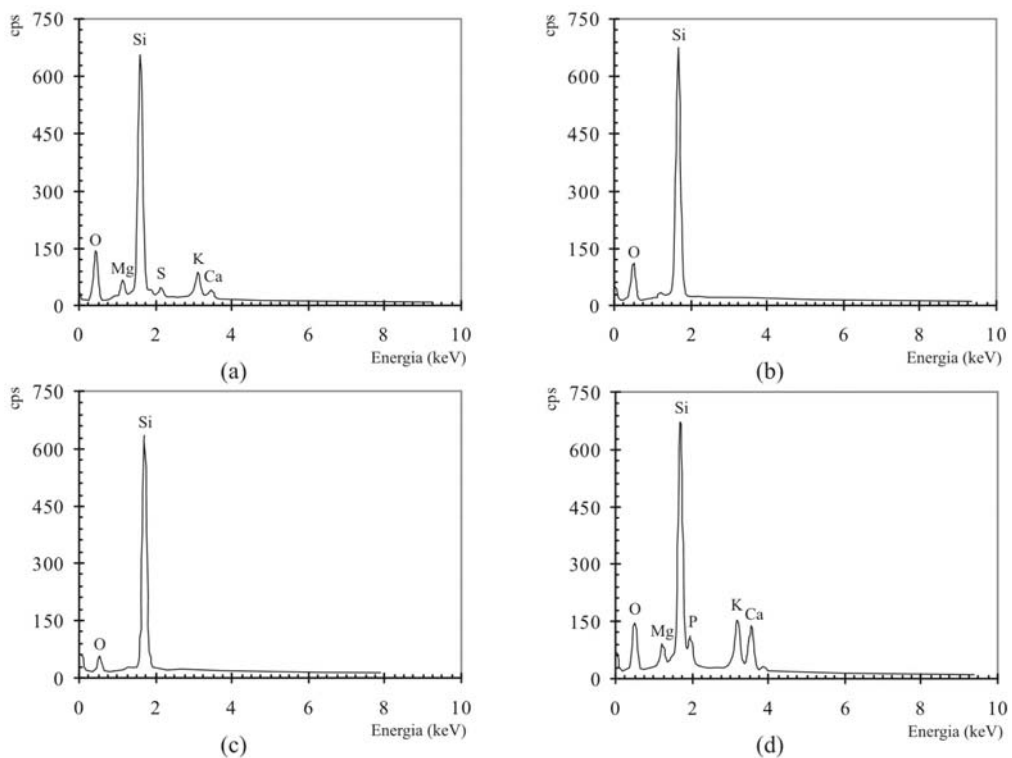 cps
750
600
450
300
150
0
Si
O
Mg
S
K
Ca
0 2 4 6 8 10
Energia (keV)
(a)
cps
750
600
450
300
150
0
Si
O
0 2 4 6 8 10
Energia (keV)
(b)
cps
750
600
450
300
150
0
Si
O
0 2 4 6 8 10
Energia (keV)
(c)
cps
750
600
450
300
150
0
Si
O
Mg
P
K
Ca
0 2 4 6 8 10
Energia (keV)
(d)